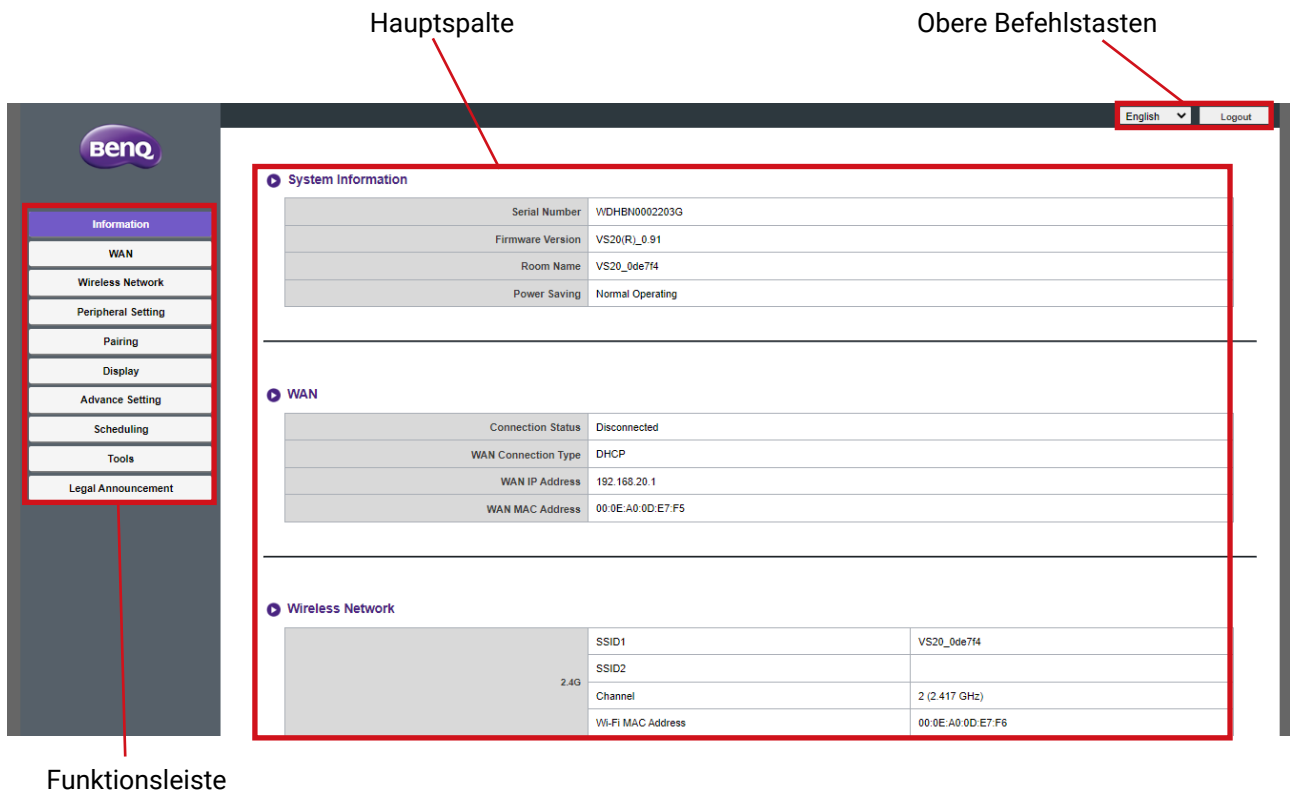 Hauptspalte
Obere Befehlstasten
English
Logout
BenQ
Information
WAN
Wireless Network
Peripheral Setting
Pairing
Display
Advance Setting
Scheduling
Tools
Legal Announcement
System Information
Serial Number WDHBN0002203G
Firmware Version VS20(R)_0.91
Room Name VS20_0de7f4
Power Saving Normal Operating
WAN
Connection Status Disconnected
WAN Connection Type DHCP
WAN IP Address 192.168.20.1
WAN MAC Address 00:0E:A0:0D:E7:F5
Wireless Network
2.4G
SSID1 VS20_0de7f4
SSID2
Channel 2 (2.417 GHz)
Wi-Fi MAC Address 00:0E:A0:0D:E7:F6
Funktionsleiste